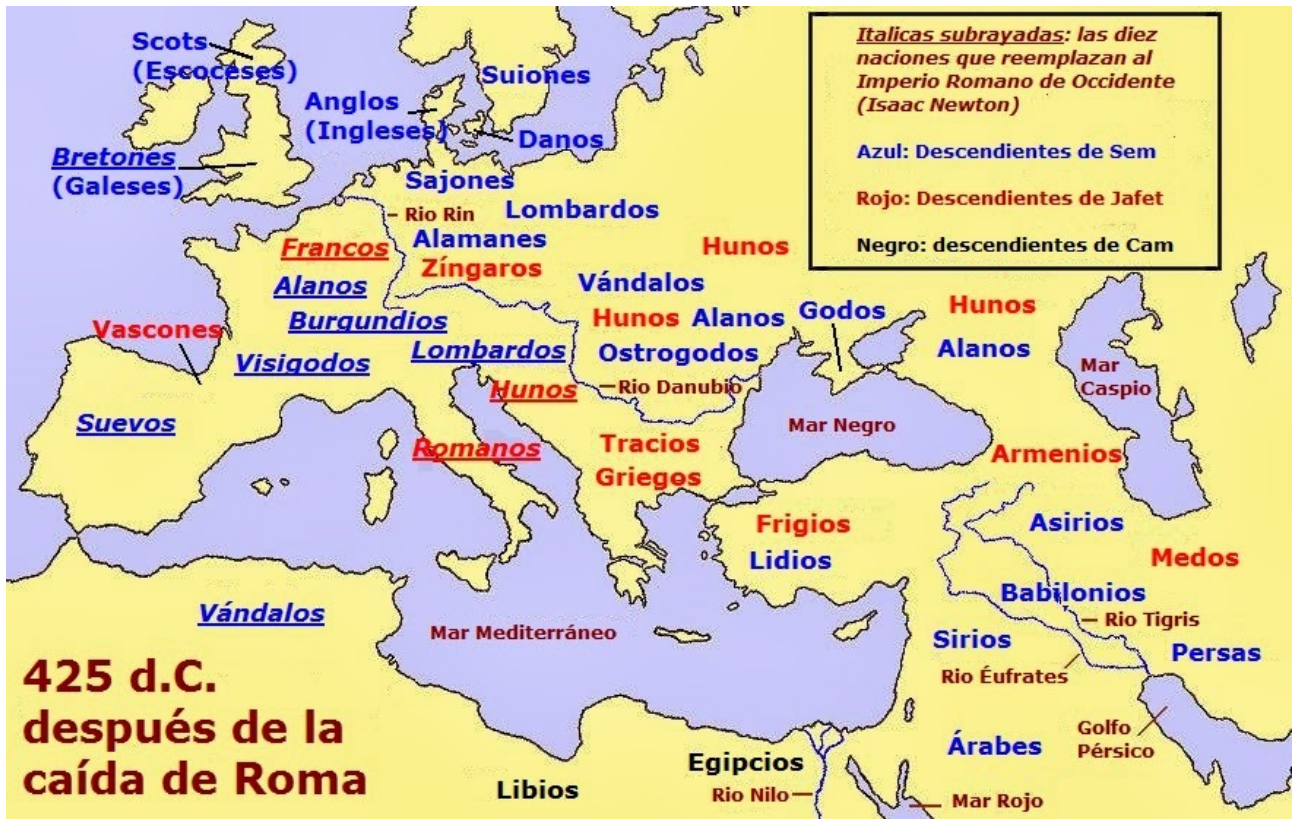 Scots
(Escoceses)
Suiones
Anglos
(Ingleses)
Danos
Bretones
(Galeses)
Sajones
Rio Rin
Lombardos
Francos
Alamanes
Zíngaros
Hunos
Alanos
Vándalos
Burgundios
Hunos
Alanos
Godos
Hunos
Vascones
Visigodos
Lombardos
Ostrogodos
Alanos
Hunos
Rio Danubio
Mar
Caspio
Suevos
Romanos
Tracios
Griegos
Mar Negro
Armenios
Frigios
Lidios
Asirios
Medos
Babilonios
Vándalos
Mar Mediterráneo
Rio Tigris
Sirios
Rio Éufrates
Persas
Árabes
Golfo
Pérsico
Egipcios
Libios
Rio Nilo
Mar Rojo
425 d.C.
después de la
caída de Roma
Italicas subrayadas: las diez
naciones que reemplazan al
Imperio Romano de Occidente
(Isaac Newton)
Azul: Descendientes de Sem
Rojo: Descendientes de Jafet
Negro: descendientes de Cam